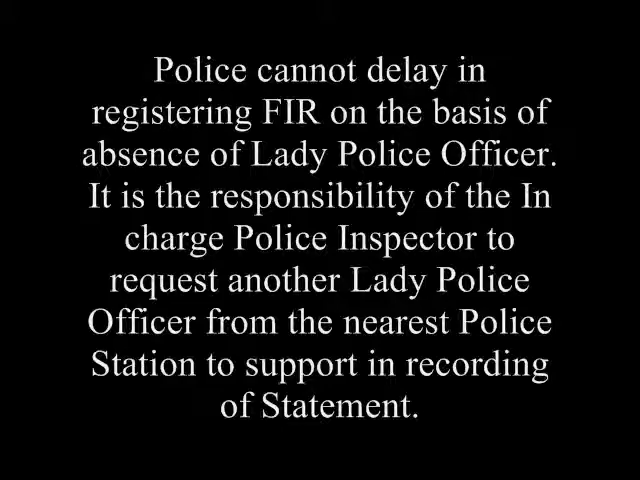 Police cannot delay in
registering FIR on the basis of
absence of Lady Police Officer.
It is the responsibility of the In
charge Police Inspector to
request another Lady Police
Officer from the nearest Police
Station to support in recording
of Statement.